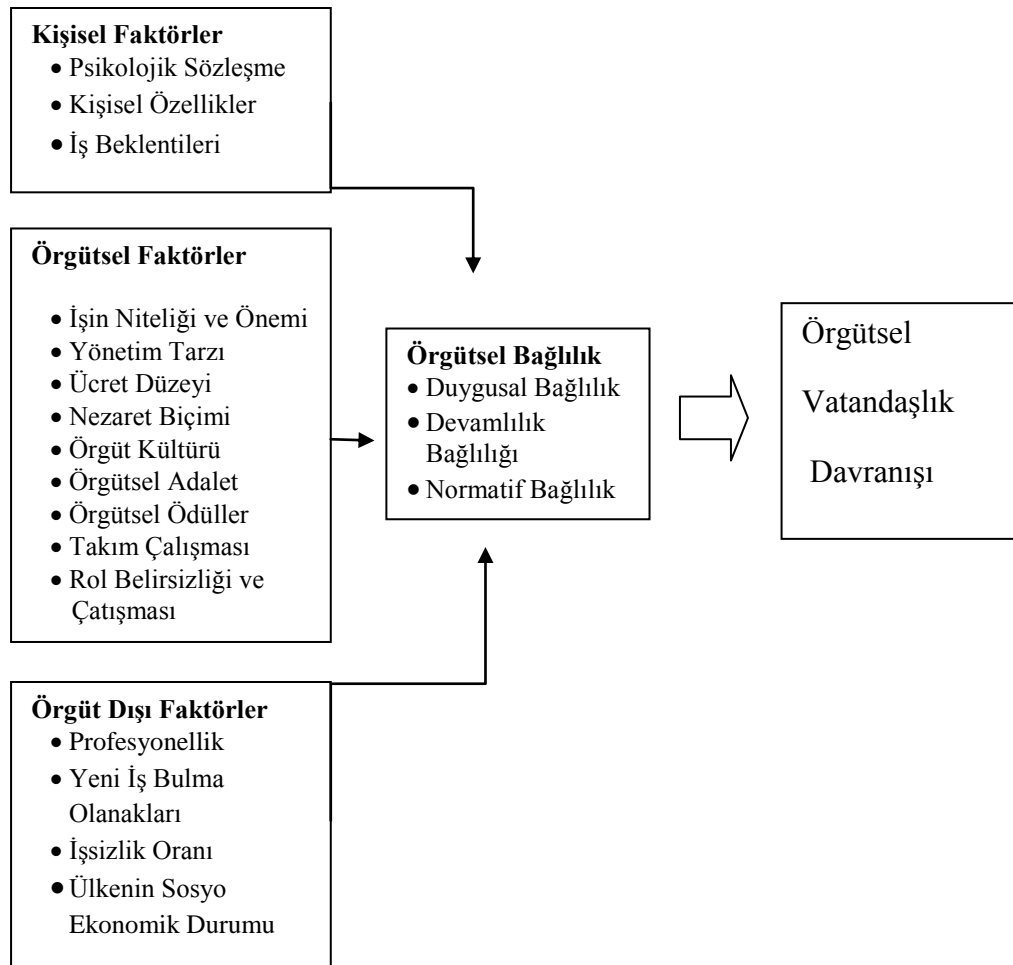 Kişisel Faktörler
• Psikolojik Sözleşme
• Kişisel Özellikler
• İş Beklentileri
Örgütsel Faktörler
• İşin Niteliği ve Önemi
• Yönetim Tarzı
• Ücret Düzeyi
• Nezaret Biçimi
• Örgüt Kültürü
• Örgütsel Adalet
• Örgütsel Ödüller
• Takım Çalışması
• Rol Belirsizliği ve
Çatışması
Örgüt Dışı Faktörler
• Profesyonellik
• Yeni İş Bulma
Olanakları
• İşsizlik Oranı
• Ülkenin Sosyo
Ekonomik Durumu
Örgütsel Bağlılık
• Duygusal Bağlılık
• Devamlılık
Bağlılığı
• Normatif Bağlılık
Örgütsel
Vatandaşlık
Davranışı